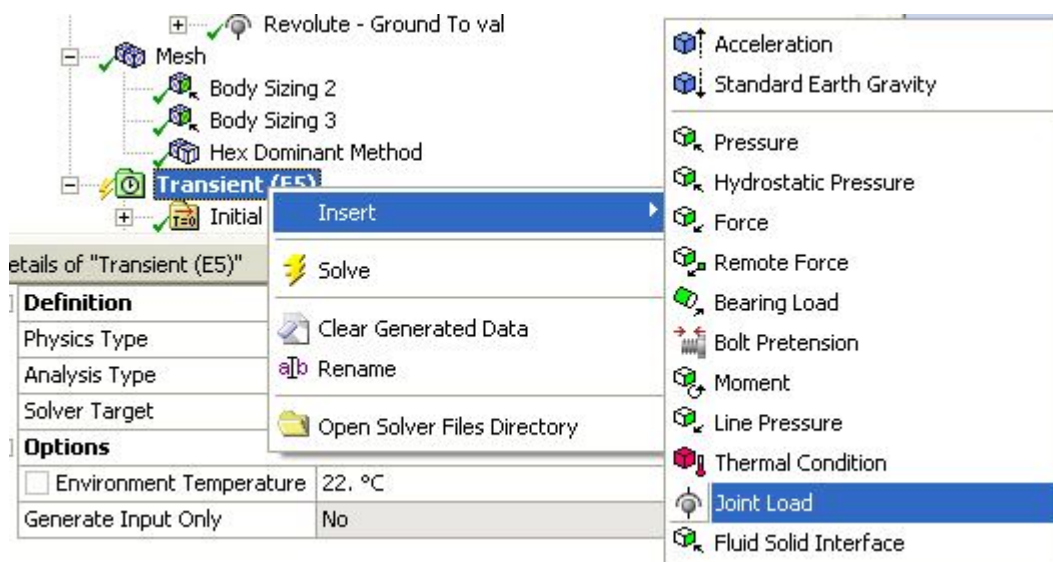 Revolute - Ground To val
Mesh
Body Sizing 2
Body Sizing 3
Hex Dominant Method
Transient (E5)
T=0 Initial
etails of "Transient (E5)"
Definition
Physics Type
Analysis Type
Solver Target
Options
Environment Temperature 22. °C
Generate Input Only No
Insert
Solve
Clear Generated Data
a|b Rename
Open Solver Files Directory
Acceleration
Standard Earth Gravity
Pressure
Hydrostatic Pressure
Force
Remote Force
Bearing Load
Bolt Pretension
Moment
Line Pressure
Thermal Condition
Joint Load
Fluid Solid Interface